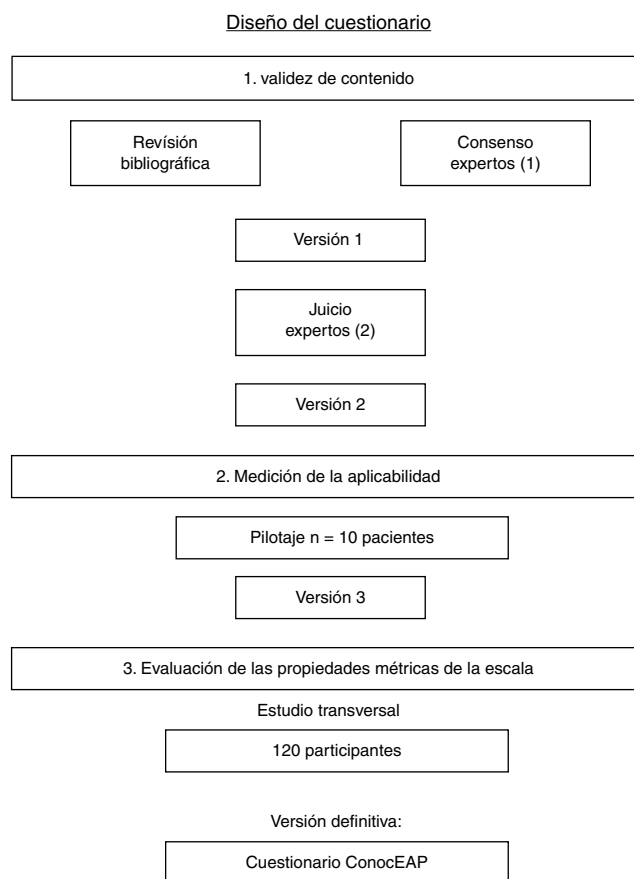 Diseño del cuestionario
1. validez de contenido
Revísión
bibliográfica
Consenso
expertos (1)
Versión 1
Juicio
expertos (2)
Versión 2
2. Medición de la aplicabilidad
Pilotaje n = 10 pacientes
Versión 3
3. Evaluación de las propiedades métricas de la escala
Estudio transversal
120 participantes
Versión definitiva:
Cuestionario ConocEAP